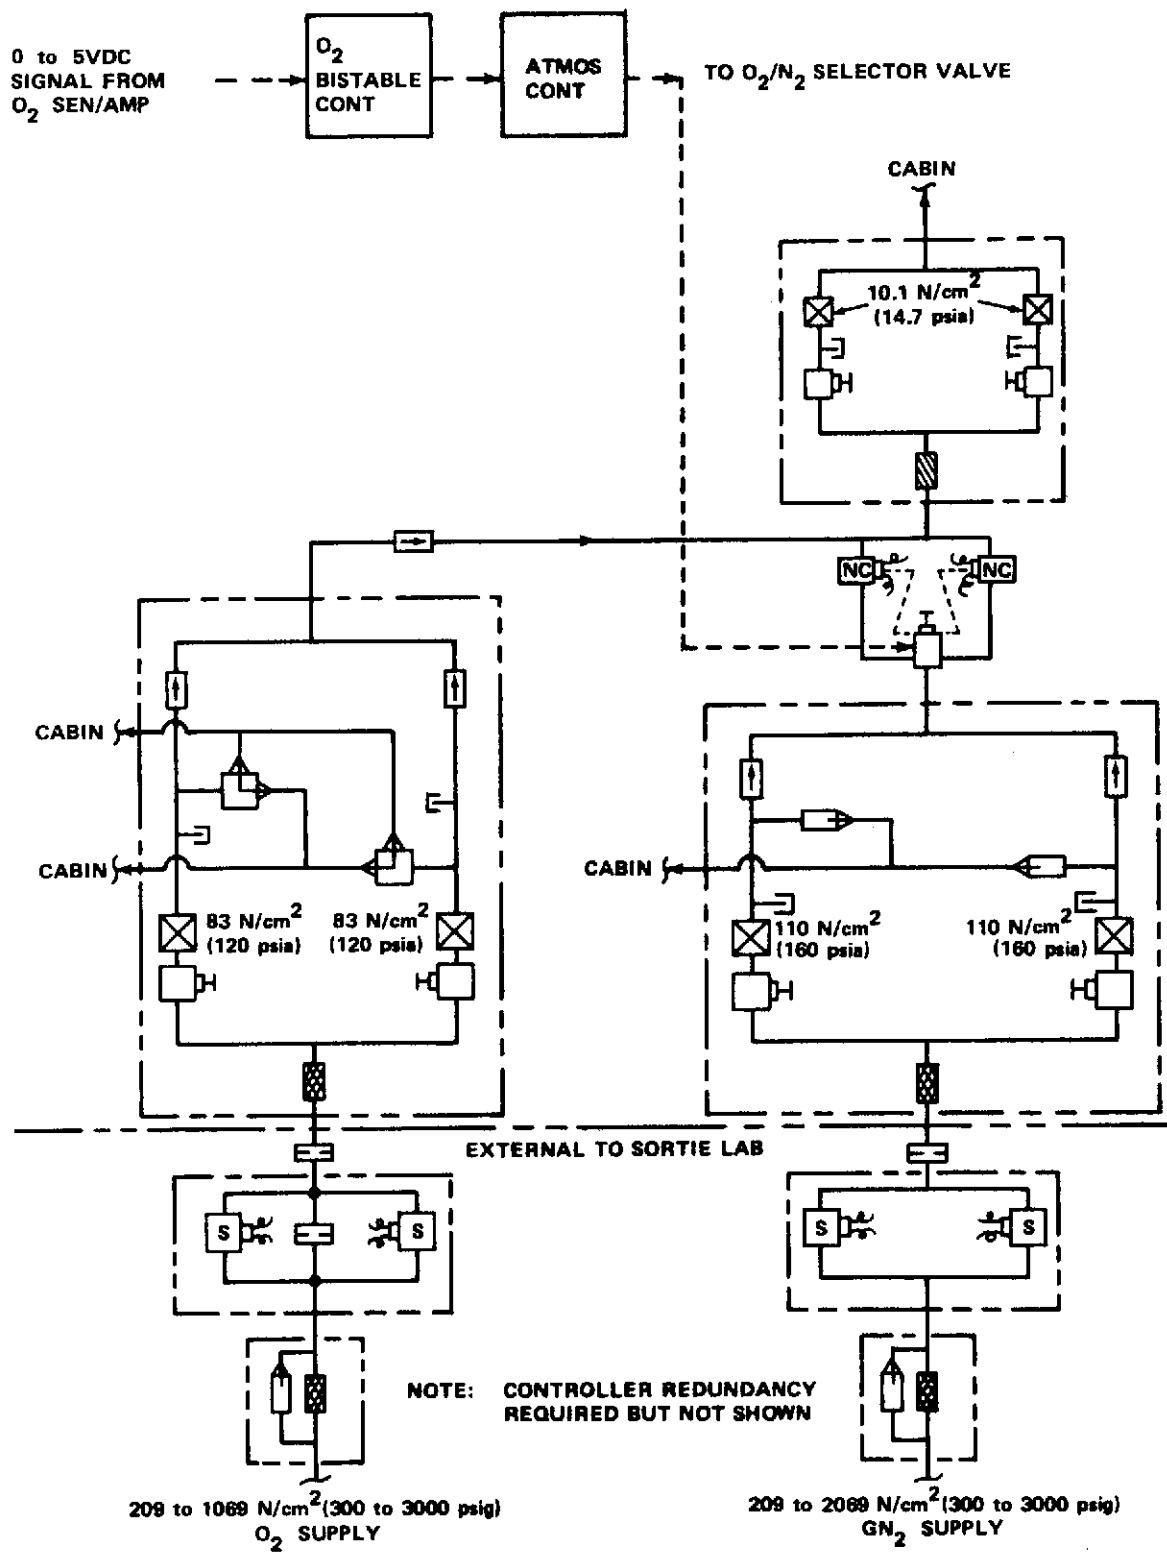 0 to 5VDC
SIGNAL FROM
O2 SEN/AMP
O2
BISTABLE
CONT
ATMOS
CONT
TO O2/N2 SELECTOR VALVE
CABIN
10.1 N/cm2
(14.7 psia)
NC
NC
CABIN
CABIN
83 N/cm2
(120 psia)
83 N/cm2
(120 psia)
CABIN
110 N/cm2
(160 psia)
110 N/cm2
(160 psia)
EXTERNAL TO SORTIE LAB
S
S
S
S
NOTE: CONTROLLER REDUNDANCY
REQUIRED BUT NOT SHOWN
209 to 1069 N/cm2 (300 to 3000 psig)
O2 SUPPLY
209 to 2069 N/cm2 (300 to 3000 psig)
GN2 SUPPLY